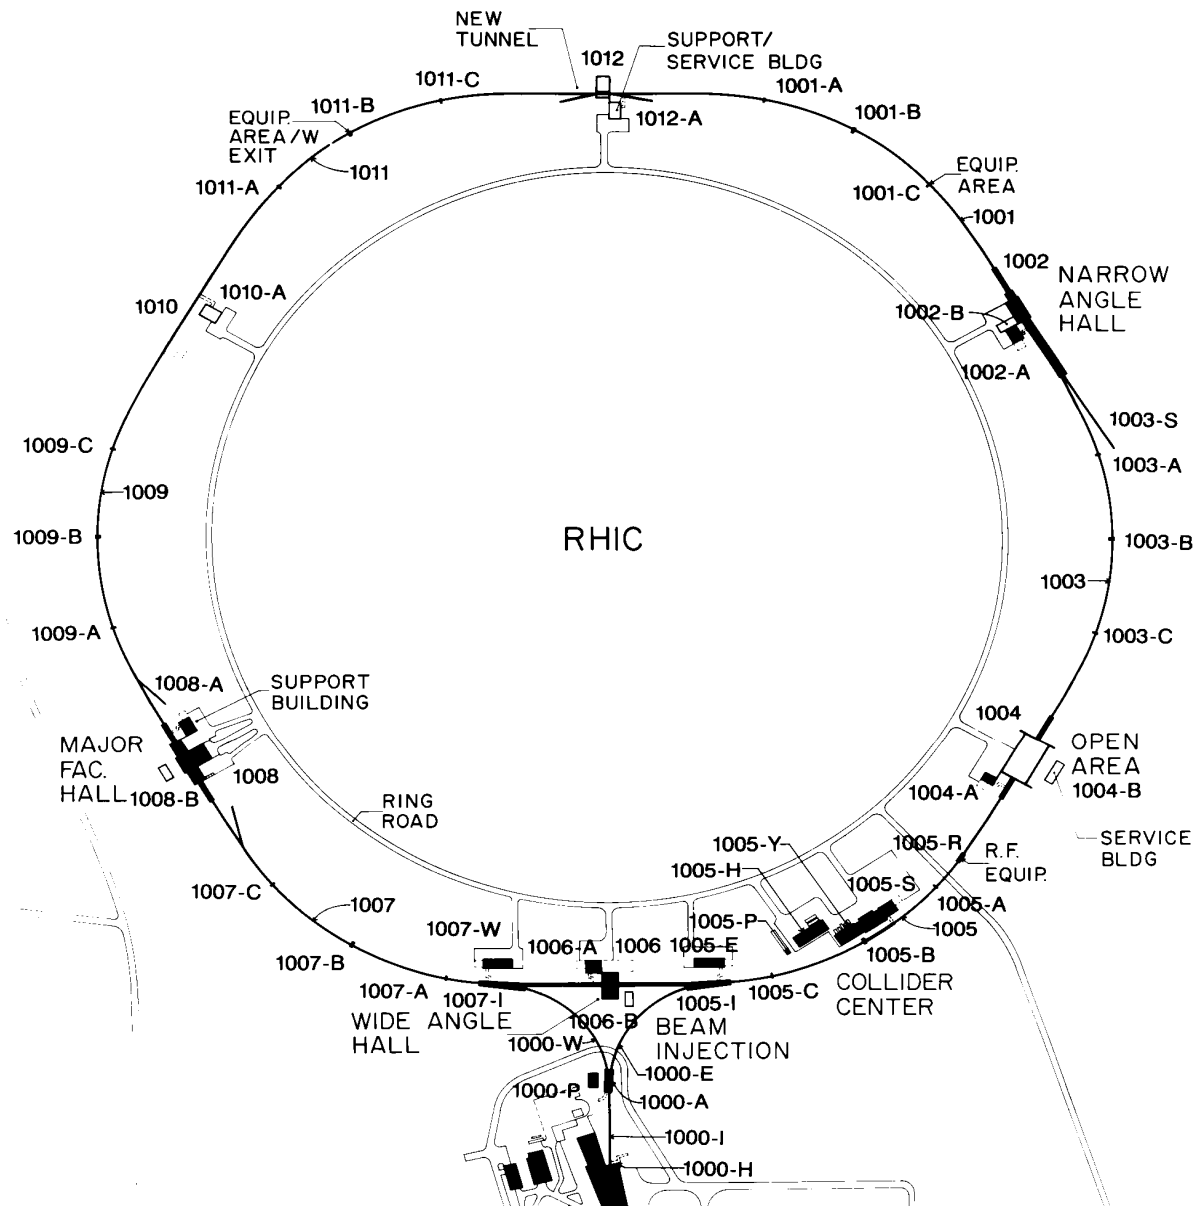 NEW
TUNNEL
1012
SUPPORT/
SERVICE BLDG
1011-C
1001-A
1011-B
1001-B
1012-A
EQUIP.
AREA/W
EXIT
1011
1011-A
EQUIP.
AREA
1001-C
1001
1002
NARROW
ANGLE
HALL
1010-A
1010
1002-B
1002-A
1003-S
1009-C
1003-A
1009
RHIC
1009-B
1003-B
1003
1009-A
1003-C
1008-A
SUPPORT
BUILDING
1004
MAJOR
FAC.
HALL
1008
1008-B
OPEN
AREA
1004-A
1004-B
RING
ROAD
1005-Y
1005-R
SERVICE
BLDG
R.F.
EQUIP.
1005-H
1005-S
1007-C
1005-A
1007
1005-P
1005
1007-W
1006-A
1006
1005-E
1007-B
1005-B
1007-A
1007-I
1005-I
1005-C
COLLIDER
CENTER
WIDE ANGLE
HALL
1006-B
BEAM
INJECTION
1000-W
1000-E
1000-P
1000-A
1000-I
1000-H